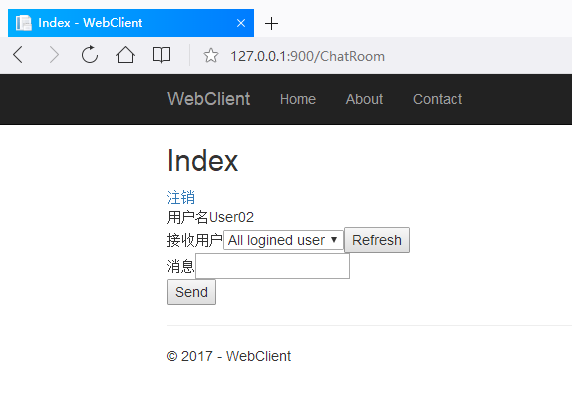 Index - WebClient
127.0.0.1:900/ChatRoom
WebClient Home About Contact
Index
注销
用户名User02
接收用户 All logined user Refresh
消息
Send
© 2017 - WebClient